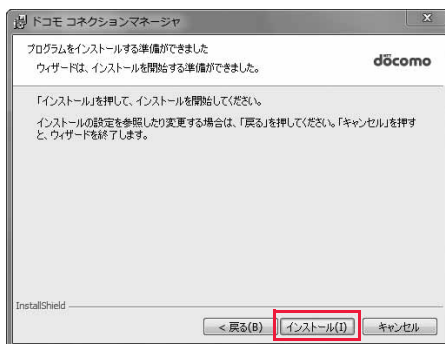 ドコモ コネクションマネージャ
プログラムをインストールする準備ができました
ウィザードは、インストールを開始する準備ができました。
döcomo
「インストール」を押して、インストールを開始してください。
インストールの設定を参照したり変更する場合は、「戻る」を押してください。「キャンセル」を押す
と、ウィザードを終了します。
InstallShield
< 戻る(B)
インストール(I)
キャンセル